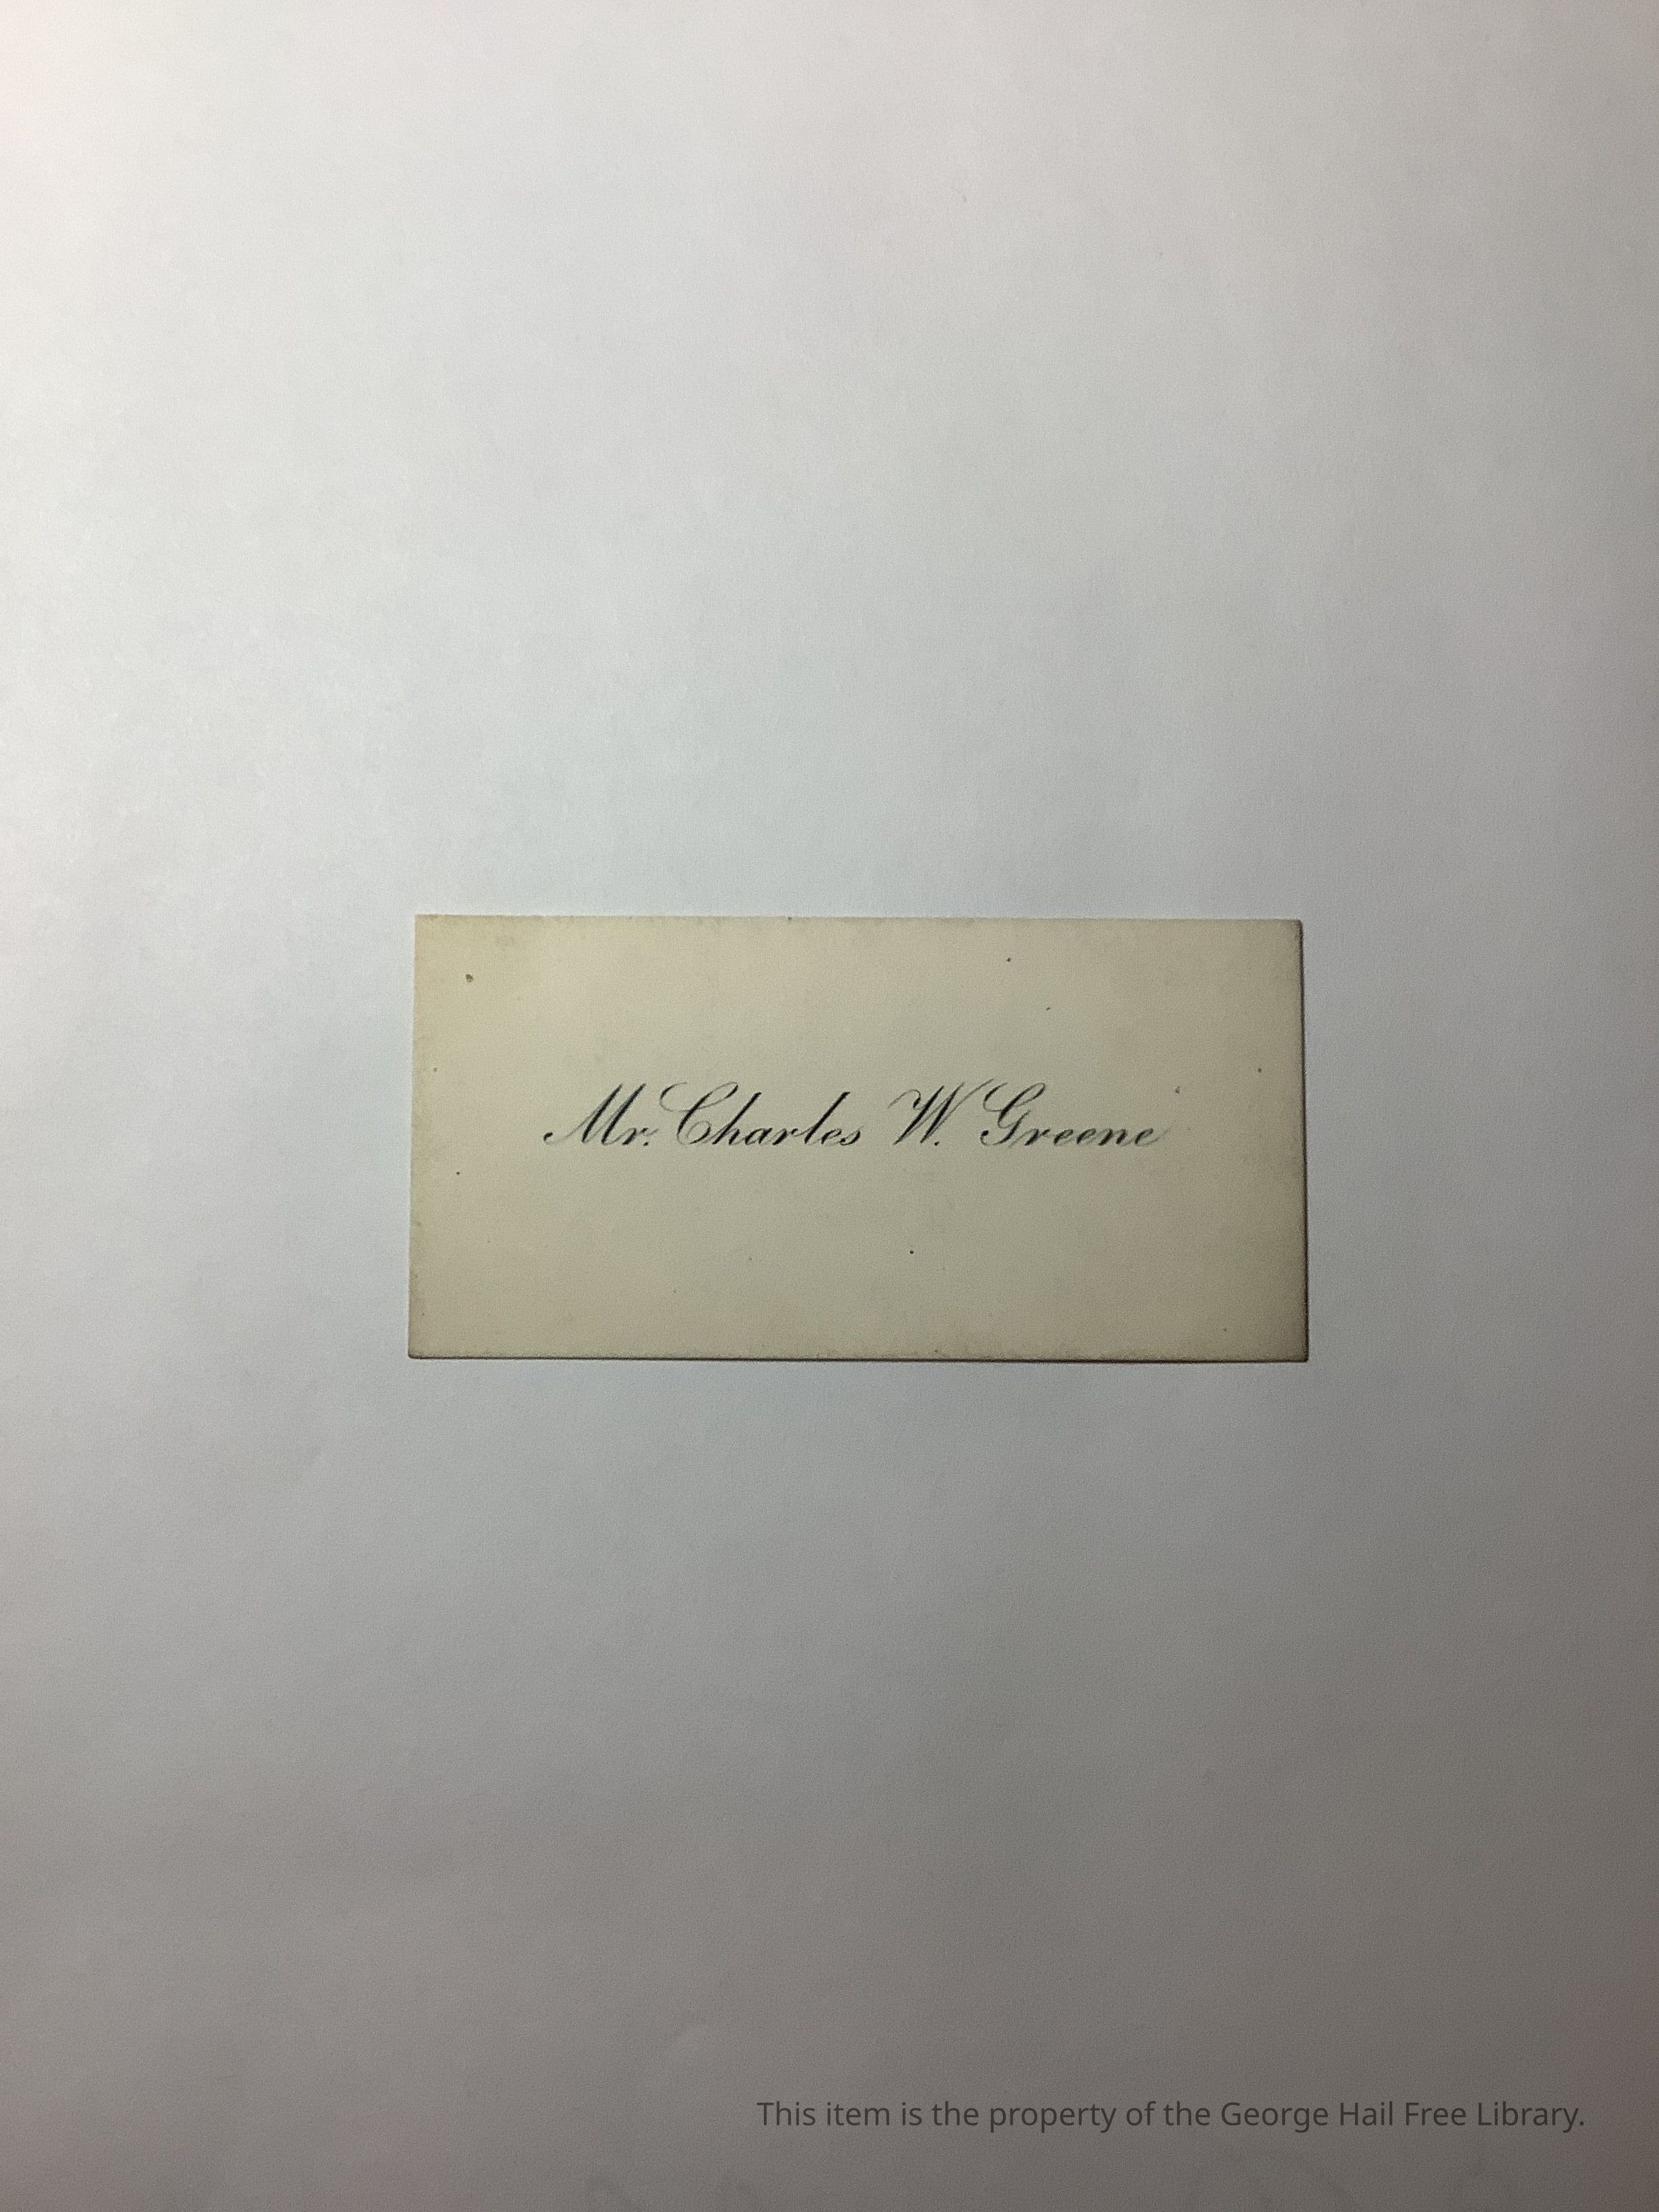 Mr. Charles W. Greene
This item is the property of the George Hail Free Library.